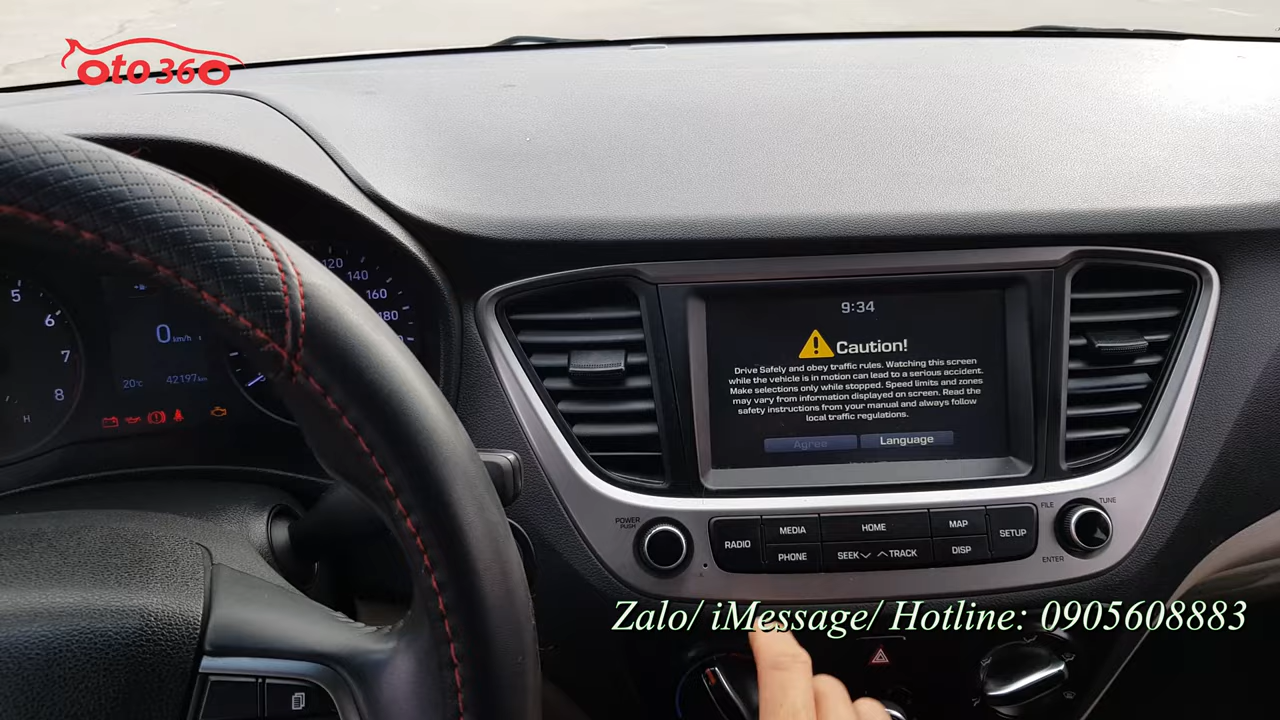 oto360
5
6
7
8
H
0 km/h
20°C
42197km
120
140
160
180
9:34
Caution!
Drive Safely and obey traffic rules. Watching this screen
while the vehicle is in motion can lead to a serious accident.
Make selections only while stopped. Speed limits and zones
may vary from information displayed on screen. Read the
safety instructions from your manual and always follow
local traffic regulations.
Agree
Language
POWER
PUSH
RADIO
MEDIA
PHONE
HOME
SEEK
TRACK
MAP
DISP
SETUP
FILE
TUNE
ENTER
Zalo/ iMessage/ Hotline: 0905608883